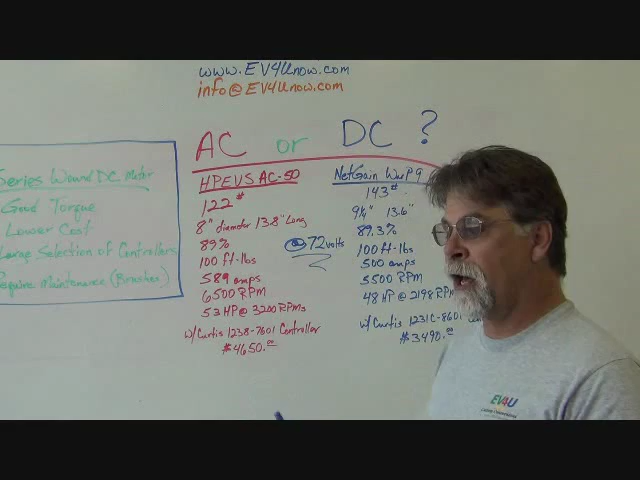 www.EV4Unow.com
info@EV4Unow.com
AC or DC ?
Series Wound DC Motor
Good Torque
Lower Cost
Large Selection of Controllers
Require Maintenance (Brushes)
HPEVS AC-50
122#
8" diameter 13.8" Long
89%
100 ft-lbs
589 amps
6500 RPM
53 HP @ 3200 RPMs
w/Curtis 1238-7601 Controller
$4650.00
@ 72 volts
NetGain WarP 9
143#
9¼" 13.6"
89.3%
100 ft-lbs
500 amps
5500 RPM
48 HP @ 2198 RPM
w/Curtis 1231C-8601
$3490.00
EV4U